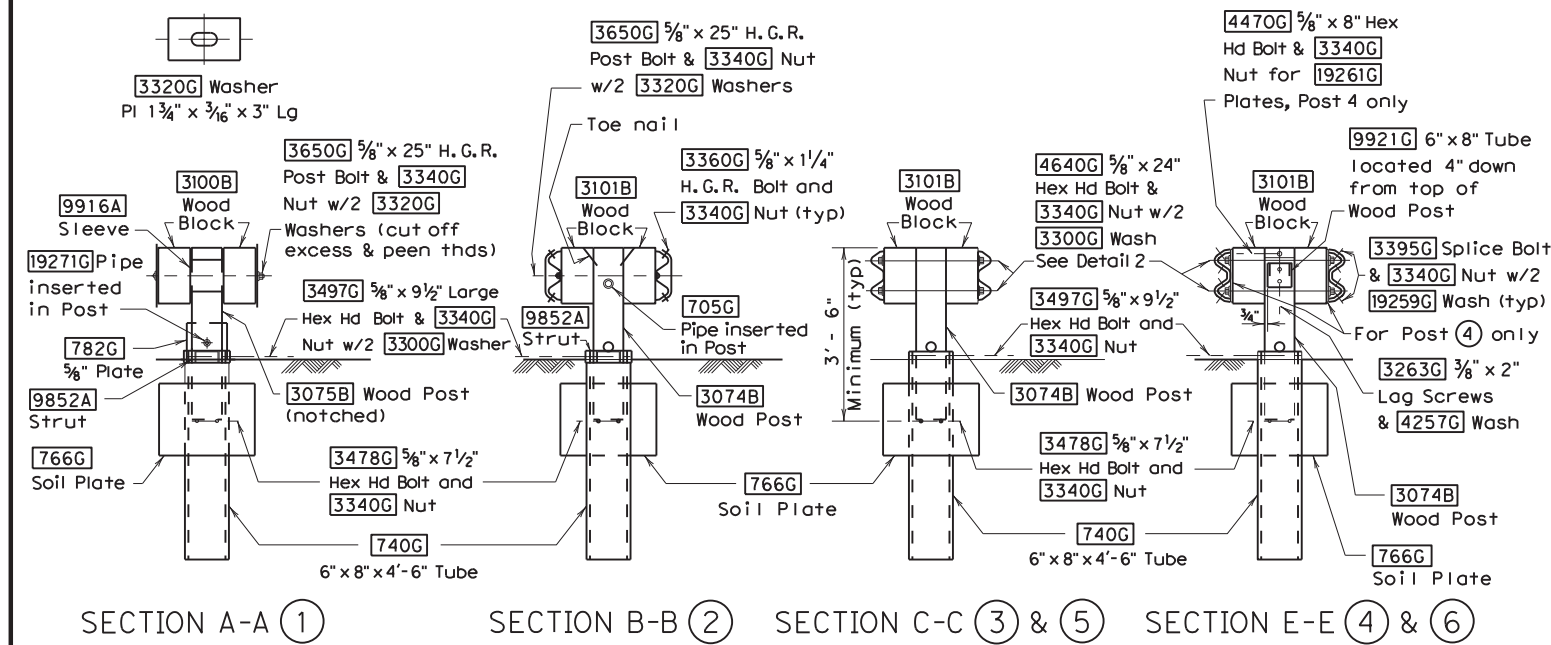 3320G Washer
Pl 1¾" x 3⁄16" x 3" Lg
3650G ⅝" x 25" H.G.R.
Post Bolt & 3340G
Nut w/2 3320G
Washers (cut off
excess & peen thds)
3100B
Wood
Block
9916A
Sleeve
19271G Pipe
inserted
in Post
782G
⅝" Plate
9852A
Strut
766G
Soil Plate
3497G ⅝" x 9½" Large
Hex Hd Bolt & 3340G
Nut w/2 3300G Washer
3075B Wood Post
(notched)
3478G ⅝" x 7½"
Hex Hd Bolt and
3340G Nut
740G
6" x 8" x 4'-6" Tube
SECTION A-A 1
3650G ⅝" x 25" H.G.R.
Post Bolt & 3340G Nut
w/2 3320G Washers
Toe nail
3101B
Wood
Block
3360G ⅝" x 1¼"
H.G.R. Bolt and
3340G Nut (typ)
9852A
Strut
705G
Pipe inserted
in Post
3074B
Wood Post
766G
Soil Plate
SECTION B-B 2
3101B
Wood
Block
3'-6"
Minimum (typ)
4640G ⅝" x 24"
Hex Hd Bolt &
3340G Nut w/2
3300G Wash
See Detail 2
3497G ⅝" x 9½"
Hex Hd Bolt and
3340G Nut
3074B Wood Post
3478G ⅝" x 7½"
Hex Hd Bolt and
3340G Nut
740G
6" x 8" x 4'-6" Tube
SECTION C-C 3 & 5
4470G ⅝" x 8" Hex
Hd Bolt & 3340G
Nut for 19261G
Plates, Post 4 only
3101B
Wood
Block
9921G 6" x 8" Tube
located 4" down
from top of
Wood Post
3395G Splice Bolt
& 3340G Nut w/2
19259G Wash (typ)
¾"
For Post 4 only
3263G ⅜" x 2"
Lag Screws
& 4257G Wash
3074B
Wood Post
766G
Soil Plate
SECTION E-E 4 & 6